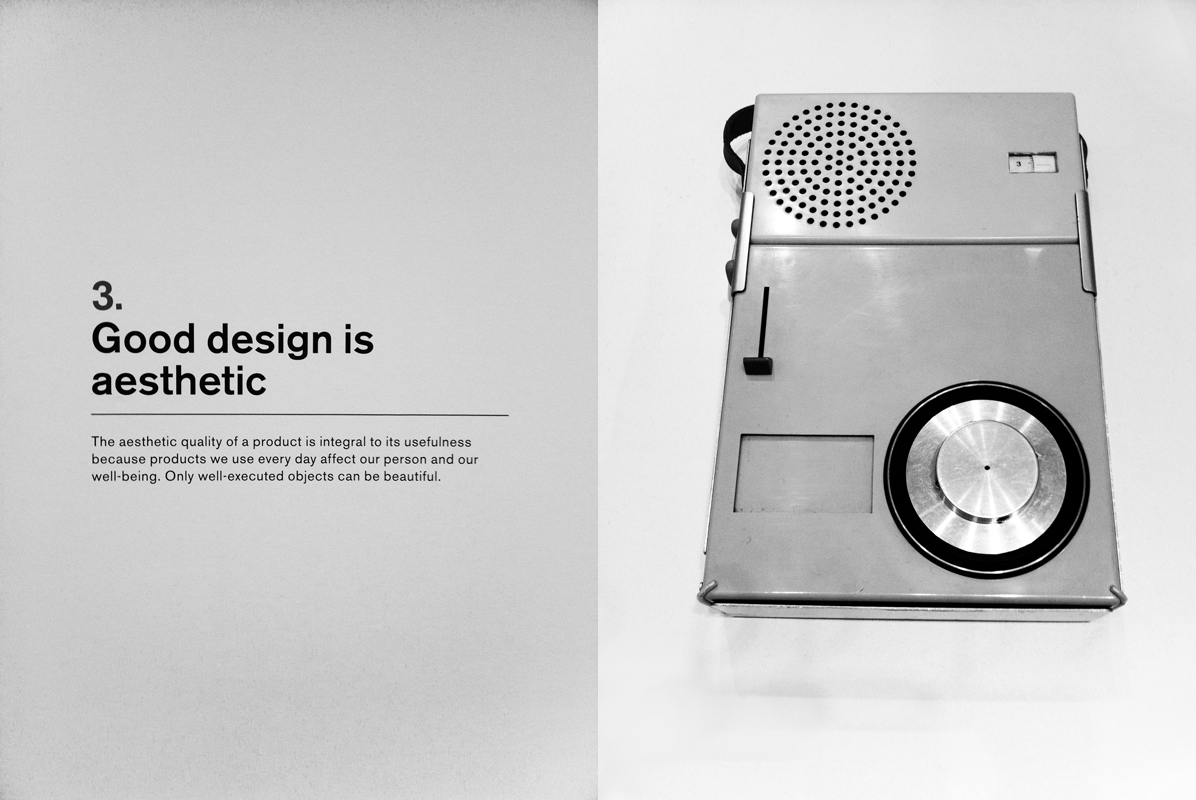 3.
Good design is
aesthetic
The aesthetic quality of a product is integral to its usefulness
because products we use every day affect our person and our
well-being. Only well-executed objects can be beautiful.
3